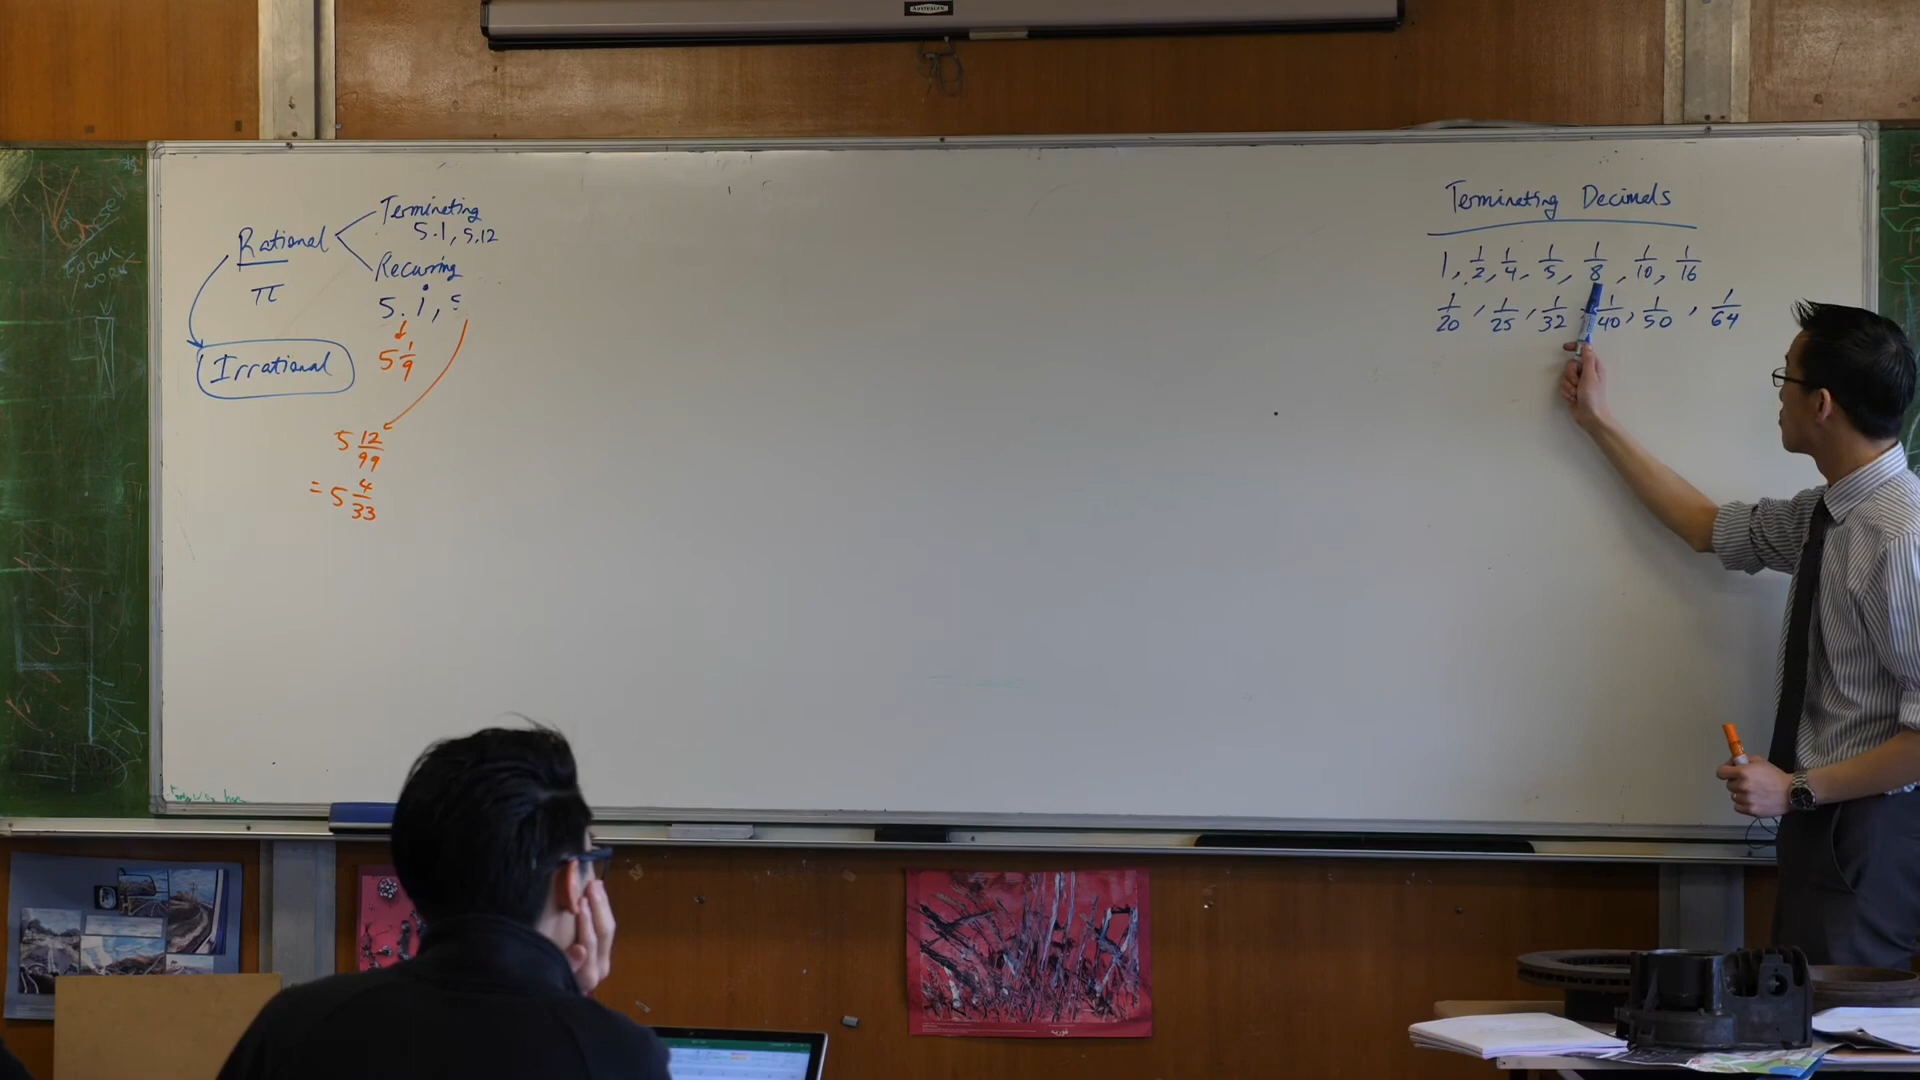 Rational
Terminating
5.1, 5.12
Recurring
π
5.1̇, 5
5 1/9
Irrational
5 12/99
= 5 4/33
Terminating Decimals
1, 1/2, 1/4, 1/5, 1/8, 1/10, 1/16
1/20, 1/25, 1/32, 1/40, 1/50, 1/64